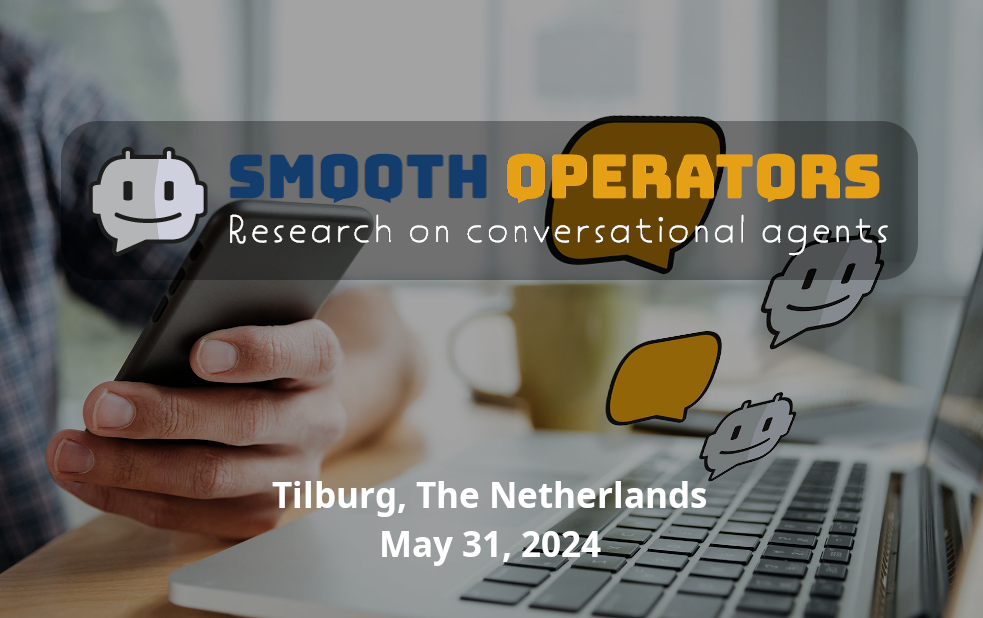 SMOOTH OPERATORS
Research on conversational agents
Tilburg, The Netherlands
May 31, 2024